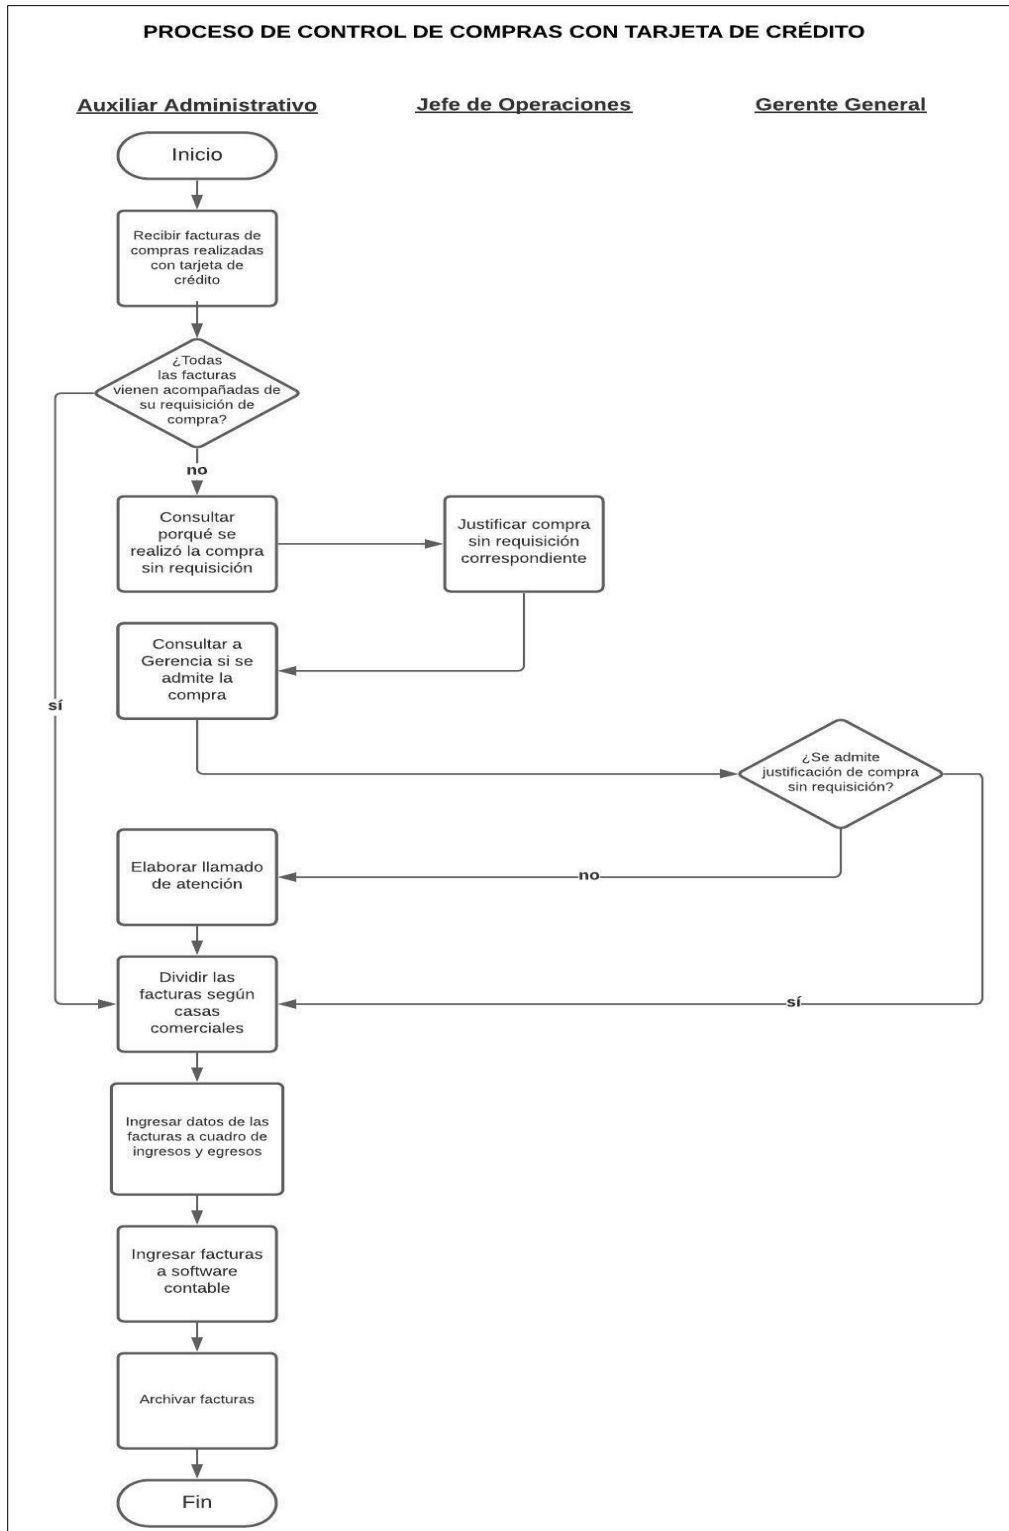 PROCESO DE CONTROL DE COMPRAS CON TARJETA DE CRÉDITO
Auxiliar Administrativo
Jefe de Operaciones
Gerente General
Inicio
Recibir facturas de
compras realizadas
con tarjeta de
crédito
¿Todas
las facturas
vienen acompañadas de
su requisición de
compra?
no
Consultar
porqué se
realizó la compra
sin requisición
Justificar compra
sin requisición
correspondiente
Consultar a
Gerencia si se
admite la
compra
sí
¿Se admite
justificación de compra
sin requisición?
Elaborar llamado
de atención
no
Dividir las
facturas según
casas
comerciales
sí
Ingresar datos de las
facturas a cuadro de
ingresos y egresos
Ingresar facturas
a software
contable
Archivar facturas
Fin